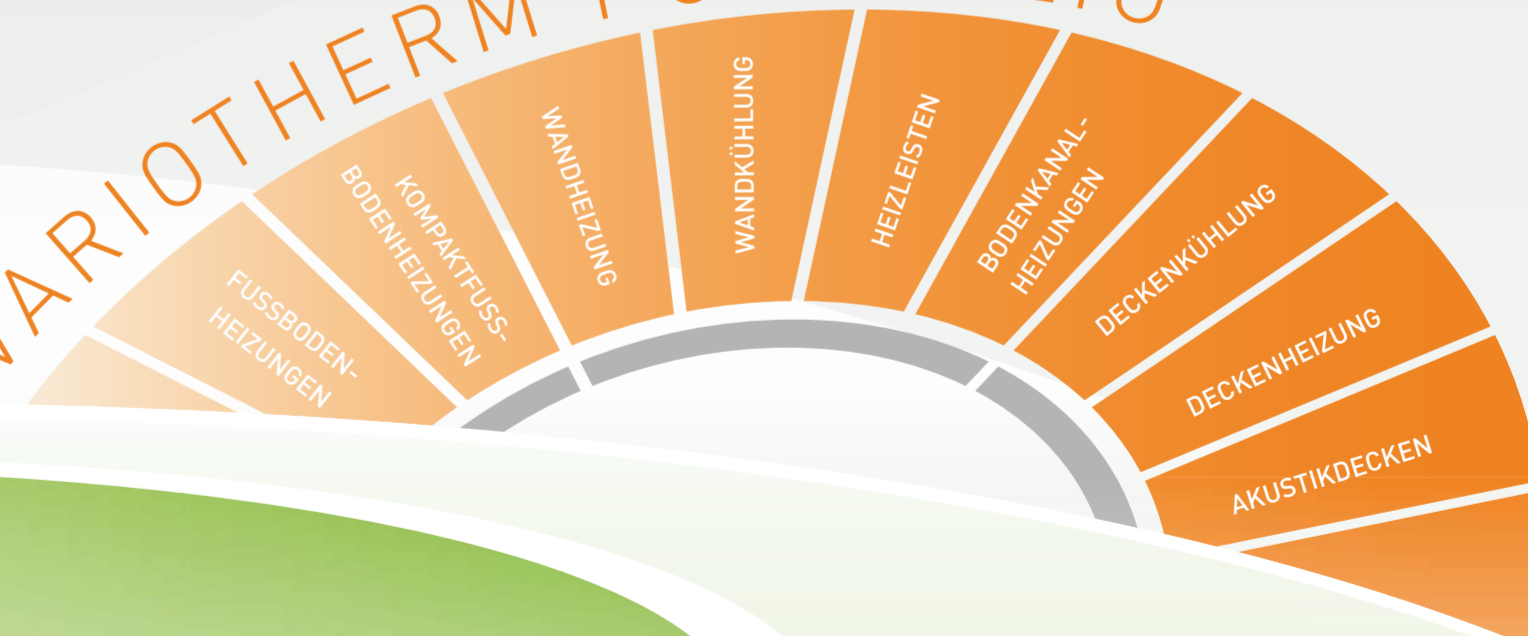 VARIOTHERM
FUSSBODEN-
HEIZUNGEN
KOMPAKTFUSS-
BODENHEIZUNGEN
WANDHEIZUNG
WANDKÜHLUNG
HEIZLEISTEN
BODENKANAL-
HEIZUNGEN
DECKENKÜHLUNG
DECKENHEIZUNG
AKUSTIKDECKEN